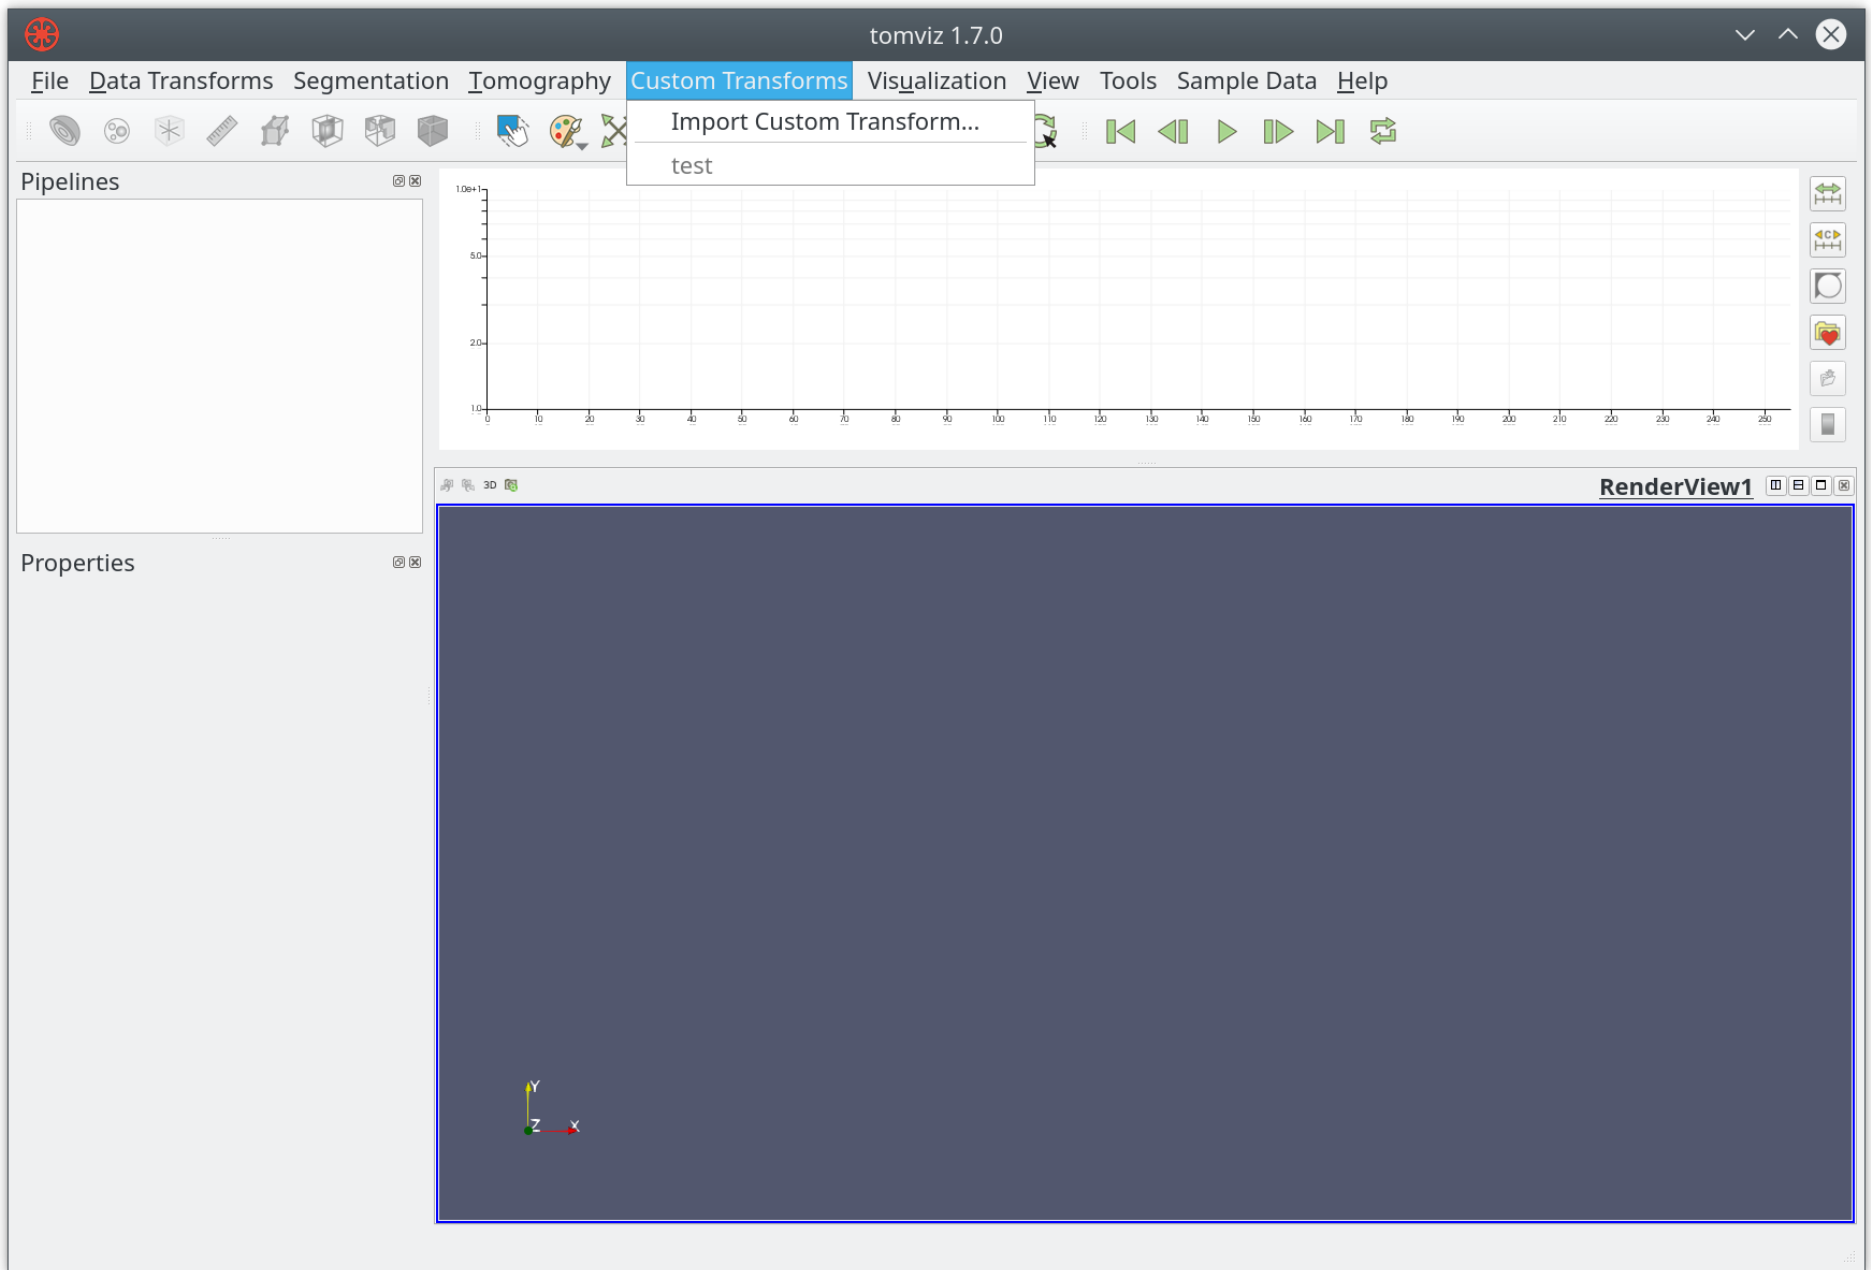 tomviz 1.7.0
File Data Transforms Segmentation Tomography Custom Transforms Visualization View Tools Sample Data Help
Import Custom Transform...
test
Pipelines
1.0e+1
5.0
2.0
1.0
0 10 20 30 40 50 60 70 80 90 100 110 120 130 140 150 160 170 180 190 200 210 220 230 240 250
3D
RenderView1
Properties
Y
Z X